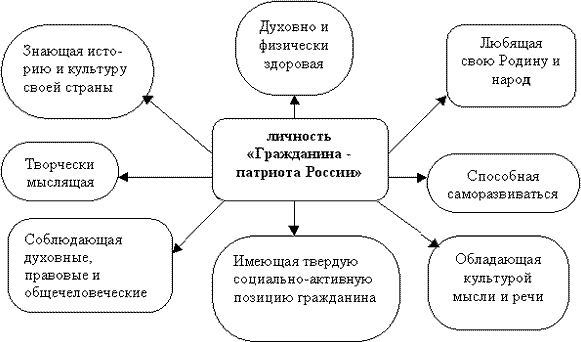 Знающая исто-
рию и культуру
своей страны
Духовно и
физически
здоровая
Любящая
свою Родину и
народ
личность
«Гражданина -
патриота России»
Творчески
мыслящая
Способная
саморазвиваться
Соблюдающая
духовные,
правовые и
общечеловеческие
Имеющая твердую
социально-активную
позицию гражданина
Обладающая
культурой
мысли и речи